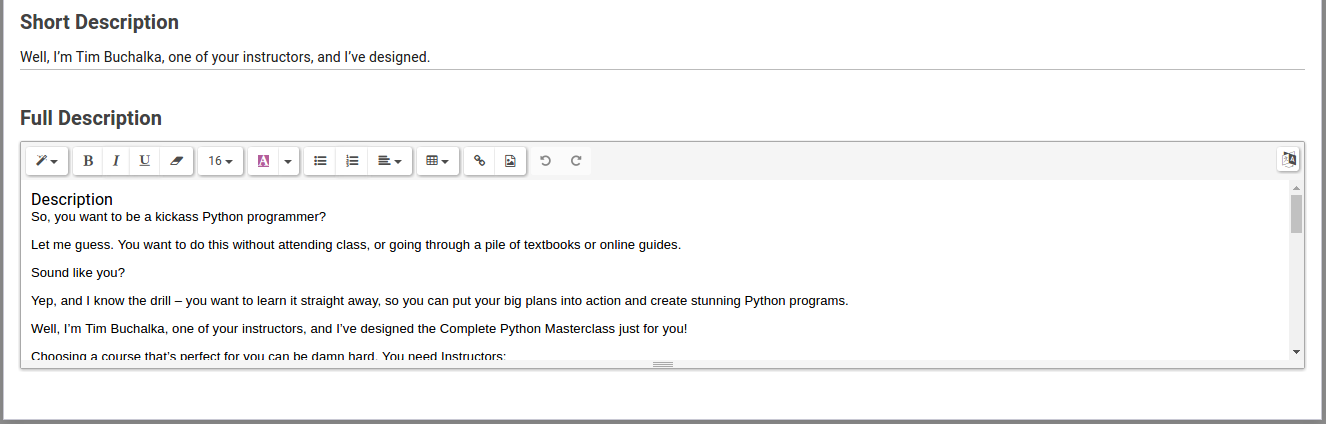 Short Description
Well, I’m Tim Buchalka, one of your instructors, and I’ve designed.
Full Description
B I U 16 A
Description
So, you want to be a kickass Python programmer?
Let me guess. You want to do this without attending class, or going through a pile of textbooks or online guides.
Sound like you?
Yep, and I know the drill – you want to learn it straight away, so you can put your big plans into action and create stunning Python programs.
Well, I’m Tim Buchalka, one of your instructors, and I’ve designed the Complete Python Masterclass just for you!
Choosing a course that’s perfect for you can be damn hard. You need Instructors: